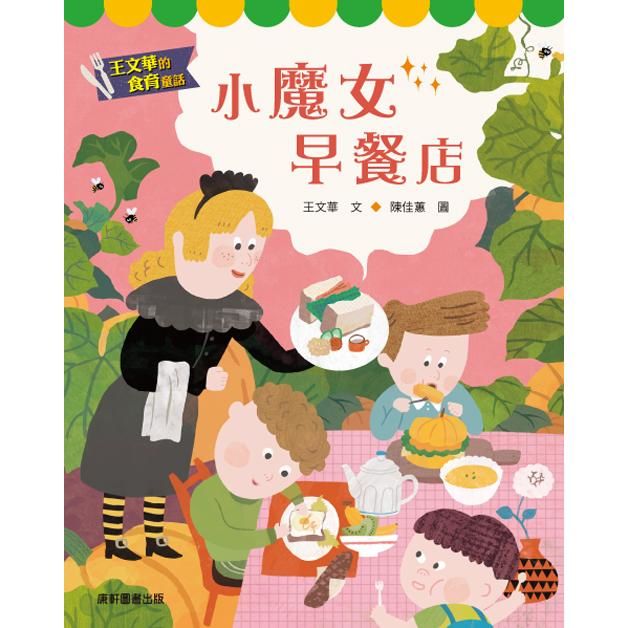 王文華的
食育童話
小魔女
早餐店
王文華 文◆陳佳蕙 圖
康軒圖書出版